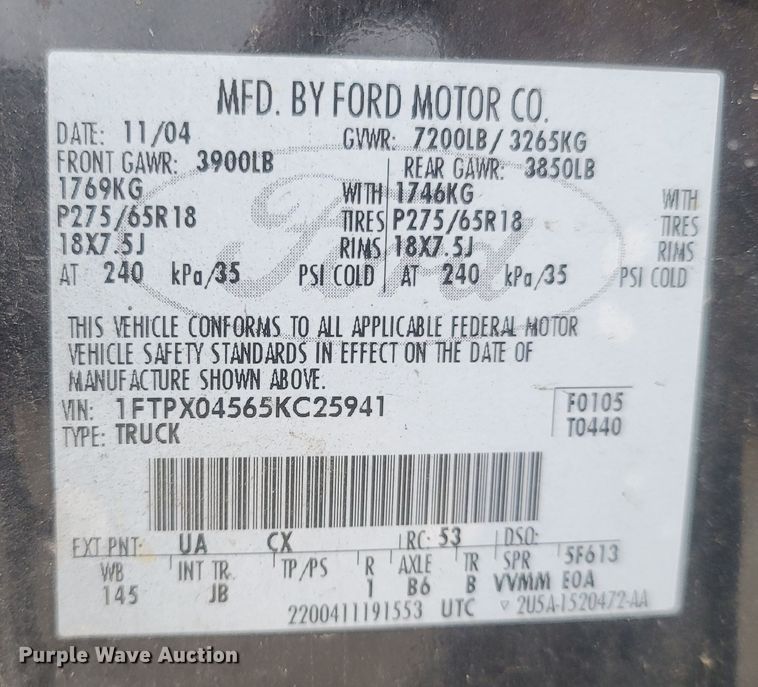 MFD. BY FORD MOTOR CO.
DATE: 11/04 GVWR: 7200LB / 3265KG
FRONT GAWR: 3900LB REAR GAWR: 3850LB
1769KG WITH 1746KG WITH
P275/65R18 TIRES P275/65R18 TIRES
18X7.5J RIMS 18X7.5J RIMS
AT 240 kPa/35 PSI COLD AT 240 kPa/35 PSI COLD
Ford
THIS VEHICLE CONFORMS TO ALL APPLICABLE FEDERAL MOTOR
VEHICLE SAFETY STANDARDS IN EFFECT ON THE DATE OF
MANUFACTURE SHOWN ABOVE.
VIN: 1FTPX04565KC25941 F0105
TYPE: TRUCK T0440
EXT PNT: UA CX RC: 53 DSO:
WB INT TR. TP/PS R AXLE TR SPR 5F613
145 JB 1 B6 B VVMM E0A
2200411191553 UTC ▽ 2U5A-1520472-AA
Purple Wave Auction